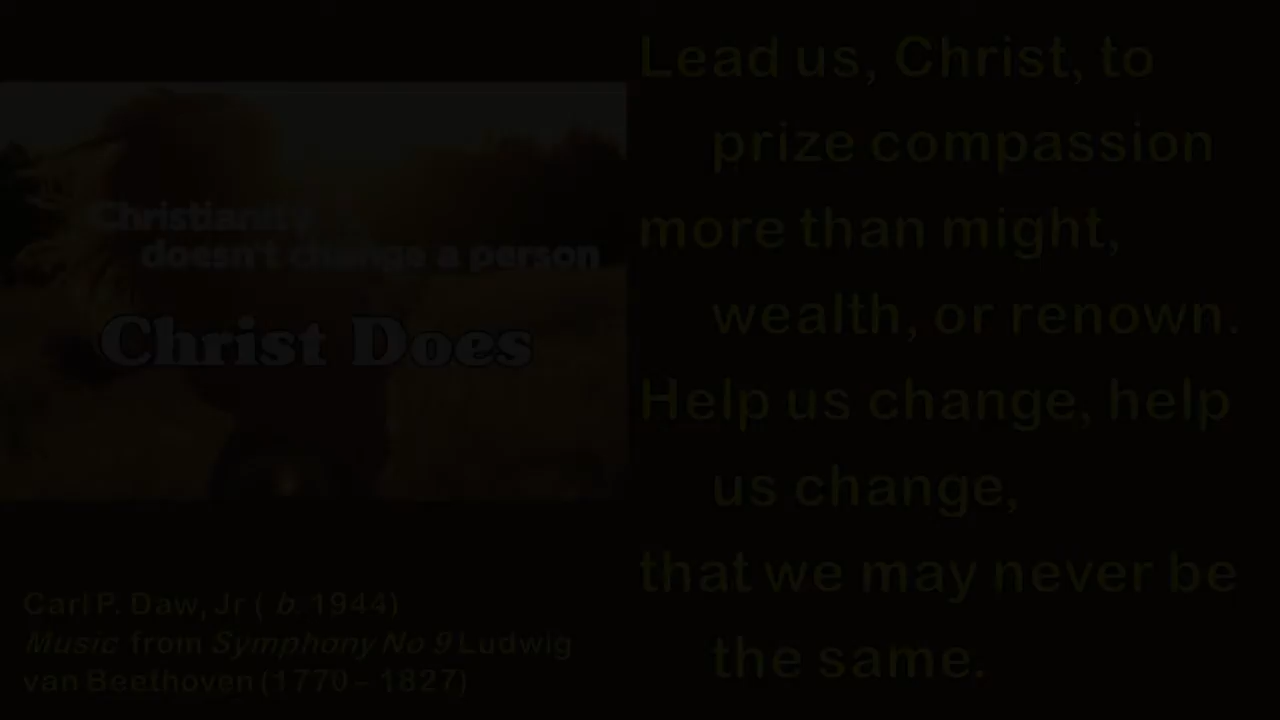 Christianity
doesn't change a person
Christ Does
Carl P. Daw, Jr ( b. 1944)
Music from Symphony No 9 Ludwig
van Beethoven (1770 – 1827)
Lead us, Christ, to
prize compassion
more than might,
wealth, or renown.
Help us change, help
us change,
that we may never be
the same.